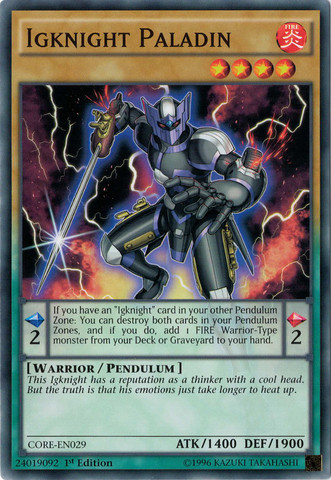 IGKNIGHT PALADIN
FIRE
炎
If you have an "Igknight" card in your other Pendulum
Zone: You can destroy both cards in your Pendulum
Zones, and if you do, add 1 FIRE Warrior-Type
monster from your Deck or Graveyard to your hand.
2
2
[WARRIOR / PENDULUM]
This Igknight has a reputation as a thinker with a cool head.
But the truth is that his emotions just take longer to heat up.
CORE-EN029
ATK/1400 DEF/1900
24019092 1st Edition
©1996 KAZUKI TAKAHASHI